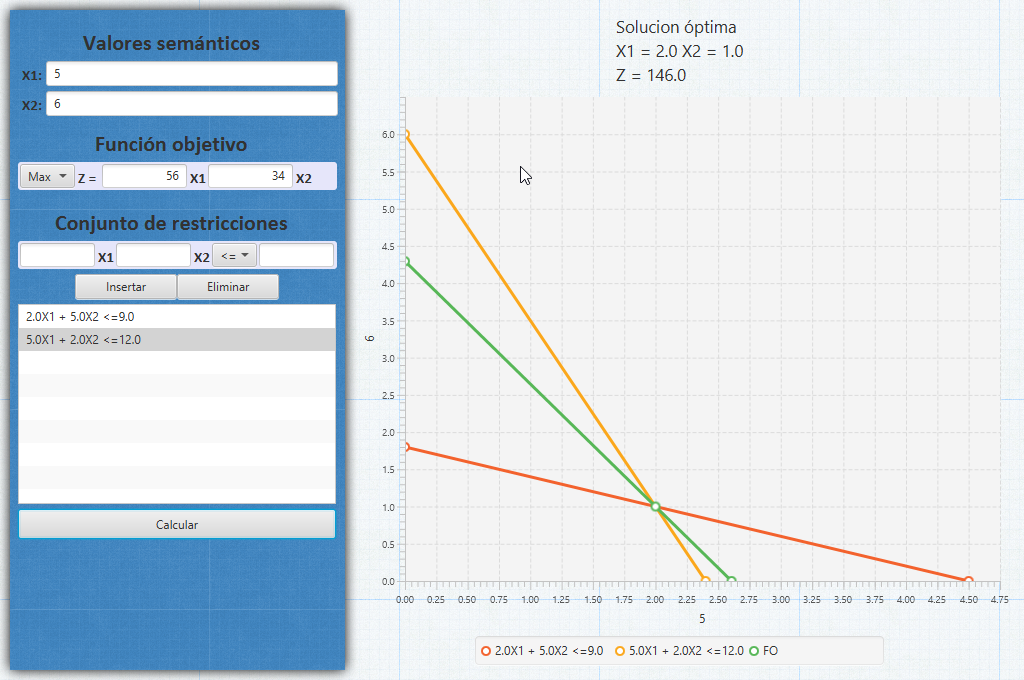 Valores semánticos
X1: 5
X2: 6
Función objetivo
Max Z = 56 X1 34 X2
Conjunto de restricciones
X1 X2 <=
Insertar Eliminar
2.0X1 + 5.0X2 <=9.0
5.0X1 + 2.0X2 <=12.0
Calcular
Solucion óptima
X1 = 2.0 X2 = 1.0
Z = 146.0
6.0
5.5
5.0
4.5
4.0
3.5
3.0
2.5
2.0
1.5
1.0
0.5
0.0
6
0.00 0.25 0.50 0.75 1.00 1.25 1.50 1.75 2.00 2.25 2.50 2.75 3.00 3.25 3.50 3.75 4.00 4.25 4.50 4.75
5
2.0X1 + 5.0X2 <=9.0 5.0X1 + 2.0X2 <=12.0 FO